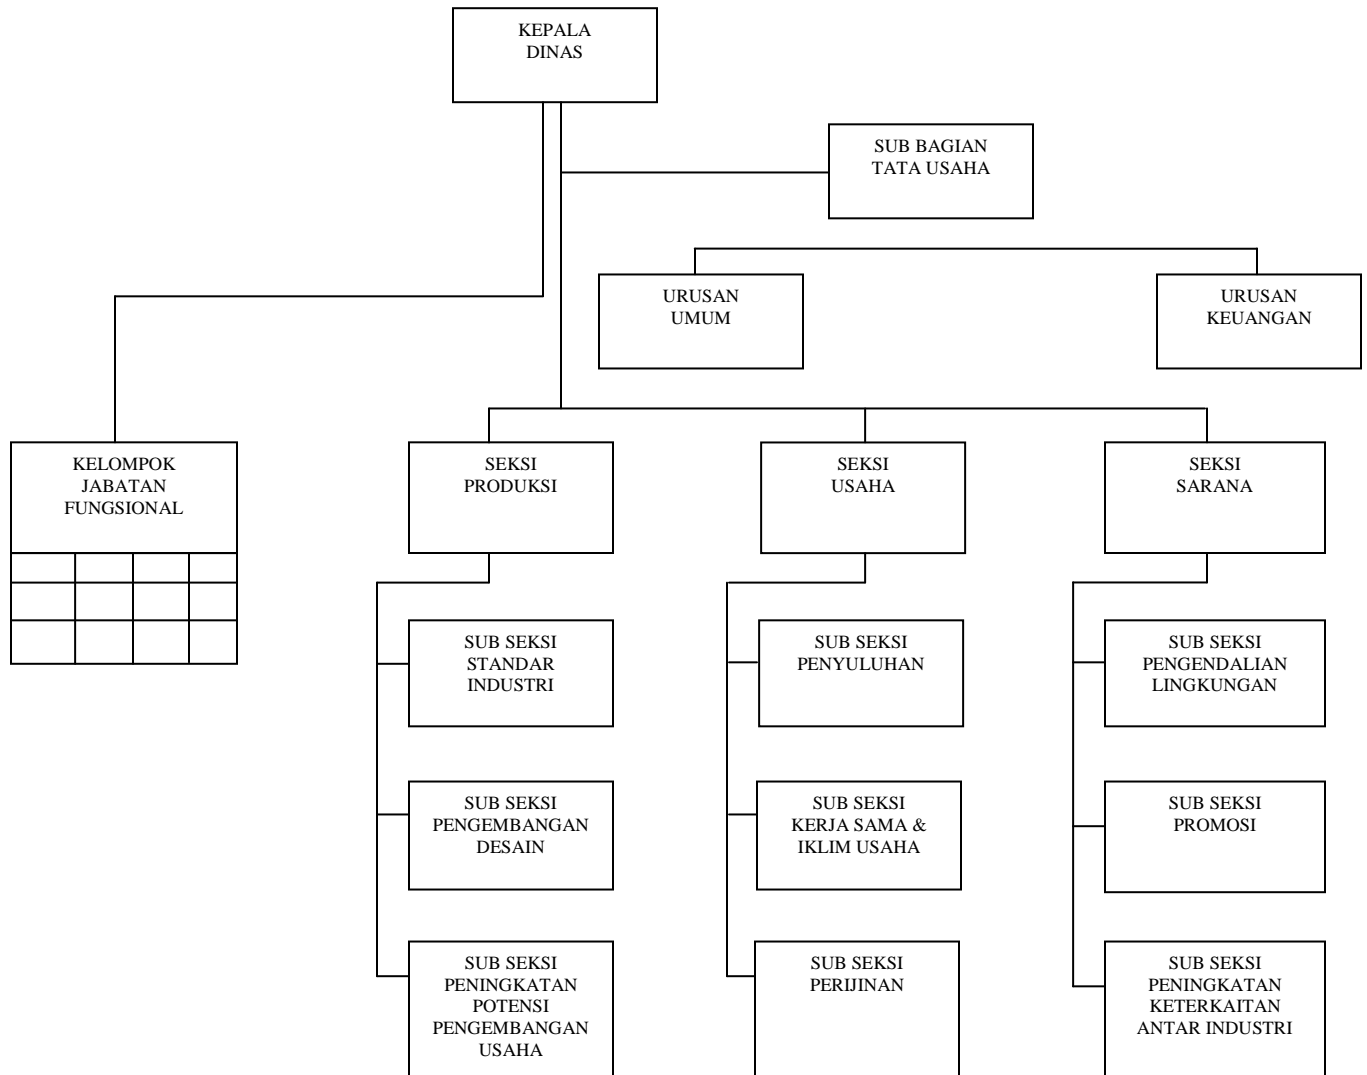 KEPALA
DINAS
SUB BAGIAN
TATA USAHA
URUSAN
UMUM
URUSAN
KEUANGAN
KELOMPOK
JABATAN
FUNGSIONAL
SEKSI
PRODUKSI
SEKSI
USAHA
SEKSI
SARANA
SUB SEKSI
STANDAR
INDUSTRI
SUB SEKSI
PENYULUHAN
SUB SEKSI
PENGENDALIAN
LINGKUNGAN
SUB SEKSI
PENGEMBANGAN
DESAIN
SUB SEKSI
KERJA SAMA &
IKLIM USAHA
SUB SEKSI
PROMOSI
SUB SEKSI
PENINGKATAN
POTENSI
PENGEMBANGAN
USAHA
SUB SEKSI
PERIJINAN
SUB SEKSI
PENINGKATAN
KETERKAITAN
ANTAR INDUSTRI